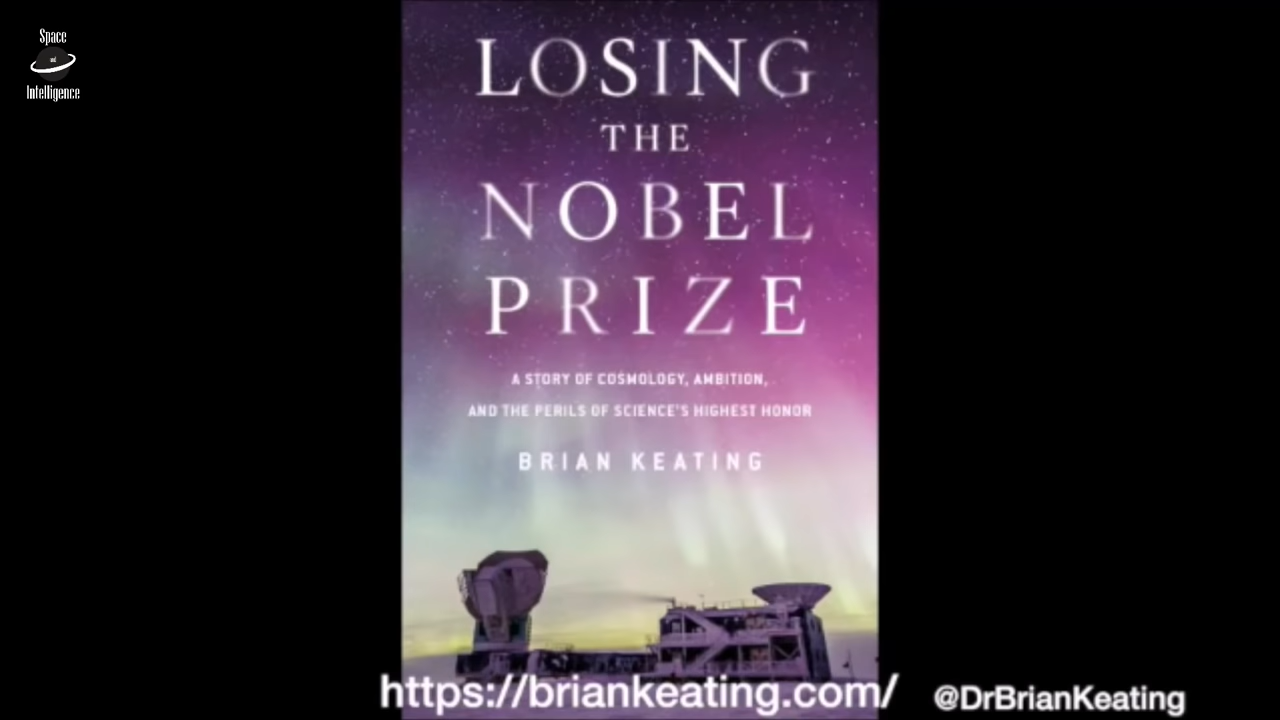 Space
and
Intelligence
LOSING
THE
NOBEL
PRIZE
A STORY OF COSMOLOGY, AMBITION,
AND THE PERILS OF SCIENCE'S HIGHEST HONOR
BRIAN KEATING
https://briankeating.com/ @DrBrianKeating